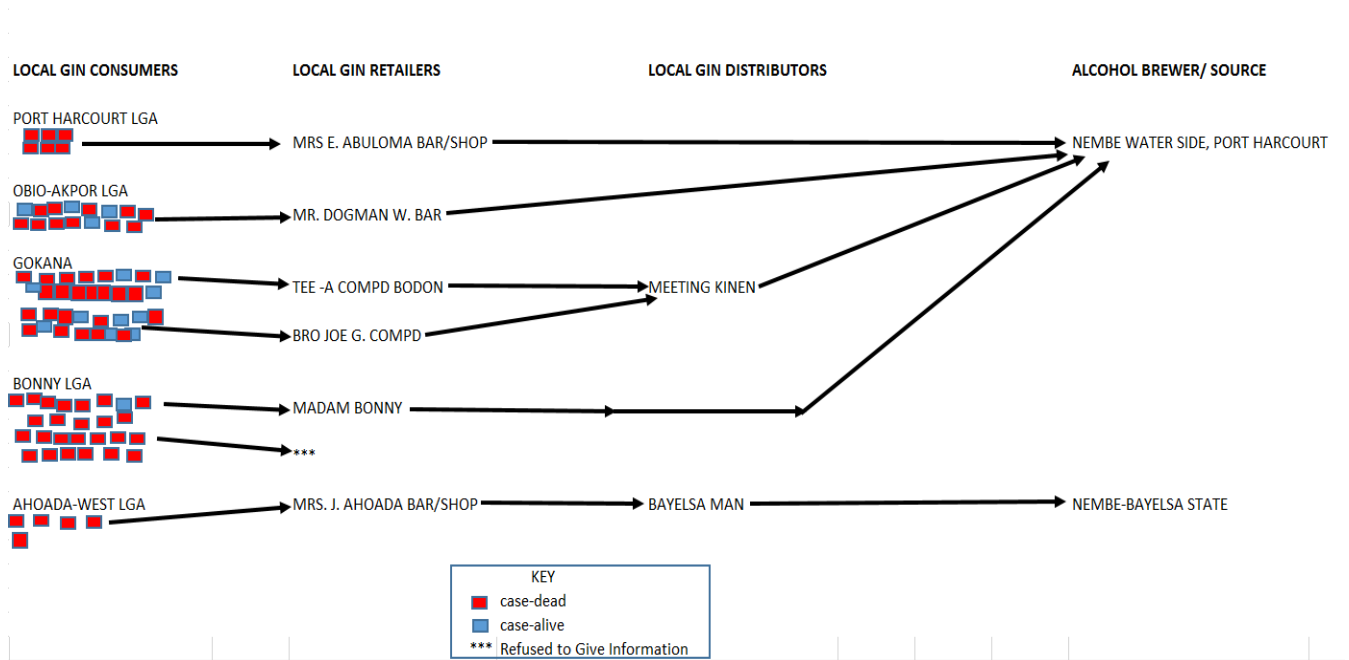 LOCAL GIN CONSUMERS LOCAL GIN RETAILERS LOCAL GIN DISTRIBUTORS ALCOHOL BREWER/ SOURCE
PORT HARCOURT LGA
MRS E. ABULOMA BAR/SHOP NEMBE WATER SIDE, PORT HARCOURT
OBIO-AKPOR LGA
MR. DOGMAN W. BAR
GOKANA
TEE -A COMPD BODON MEETING KINEN
BRO JOE G. COMPD
BONNY LGA
MADAM BONNY
***
AHOADA-WEST LGA MRS. J. AHOADA BAR/SHOP BAYELSA MAN NEMBE-BAYELSA STATE
KEY
case-dead
case-alive
*** Refused to Give Information